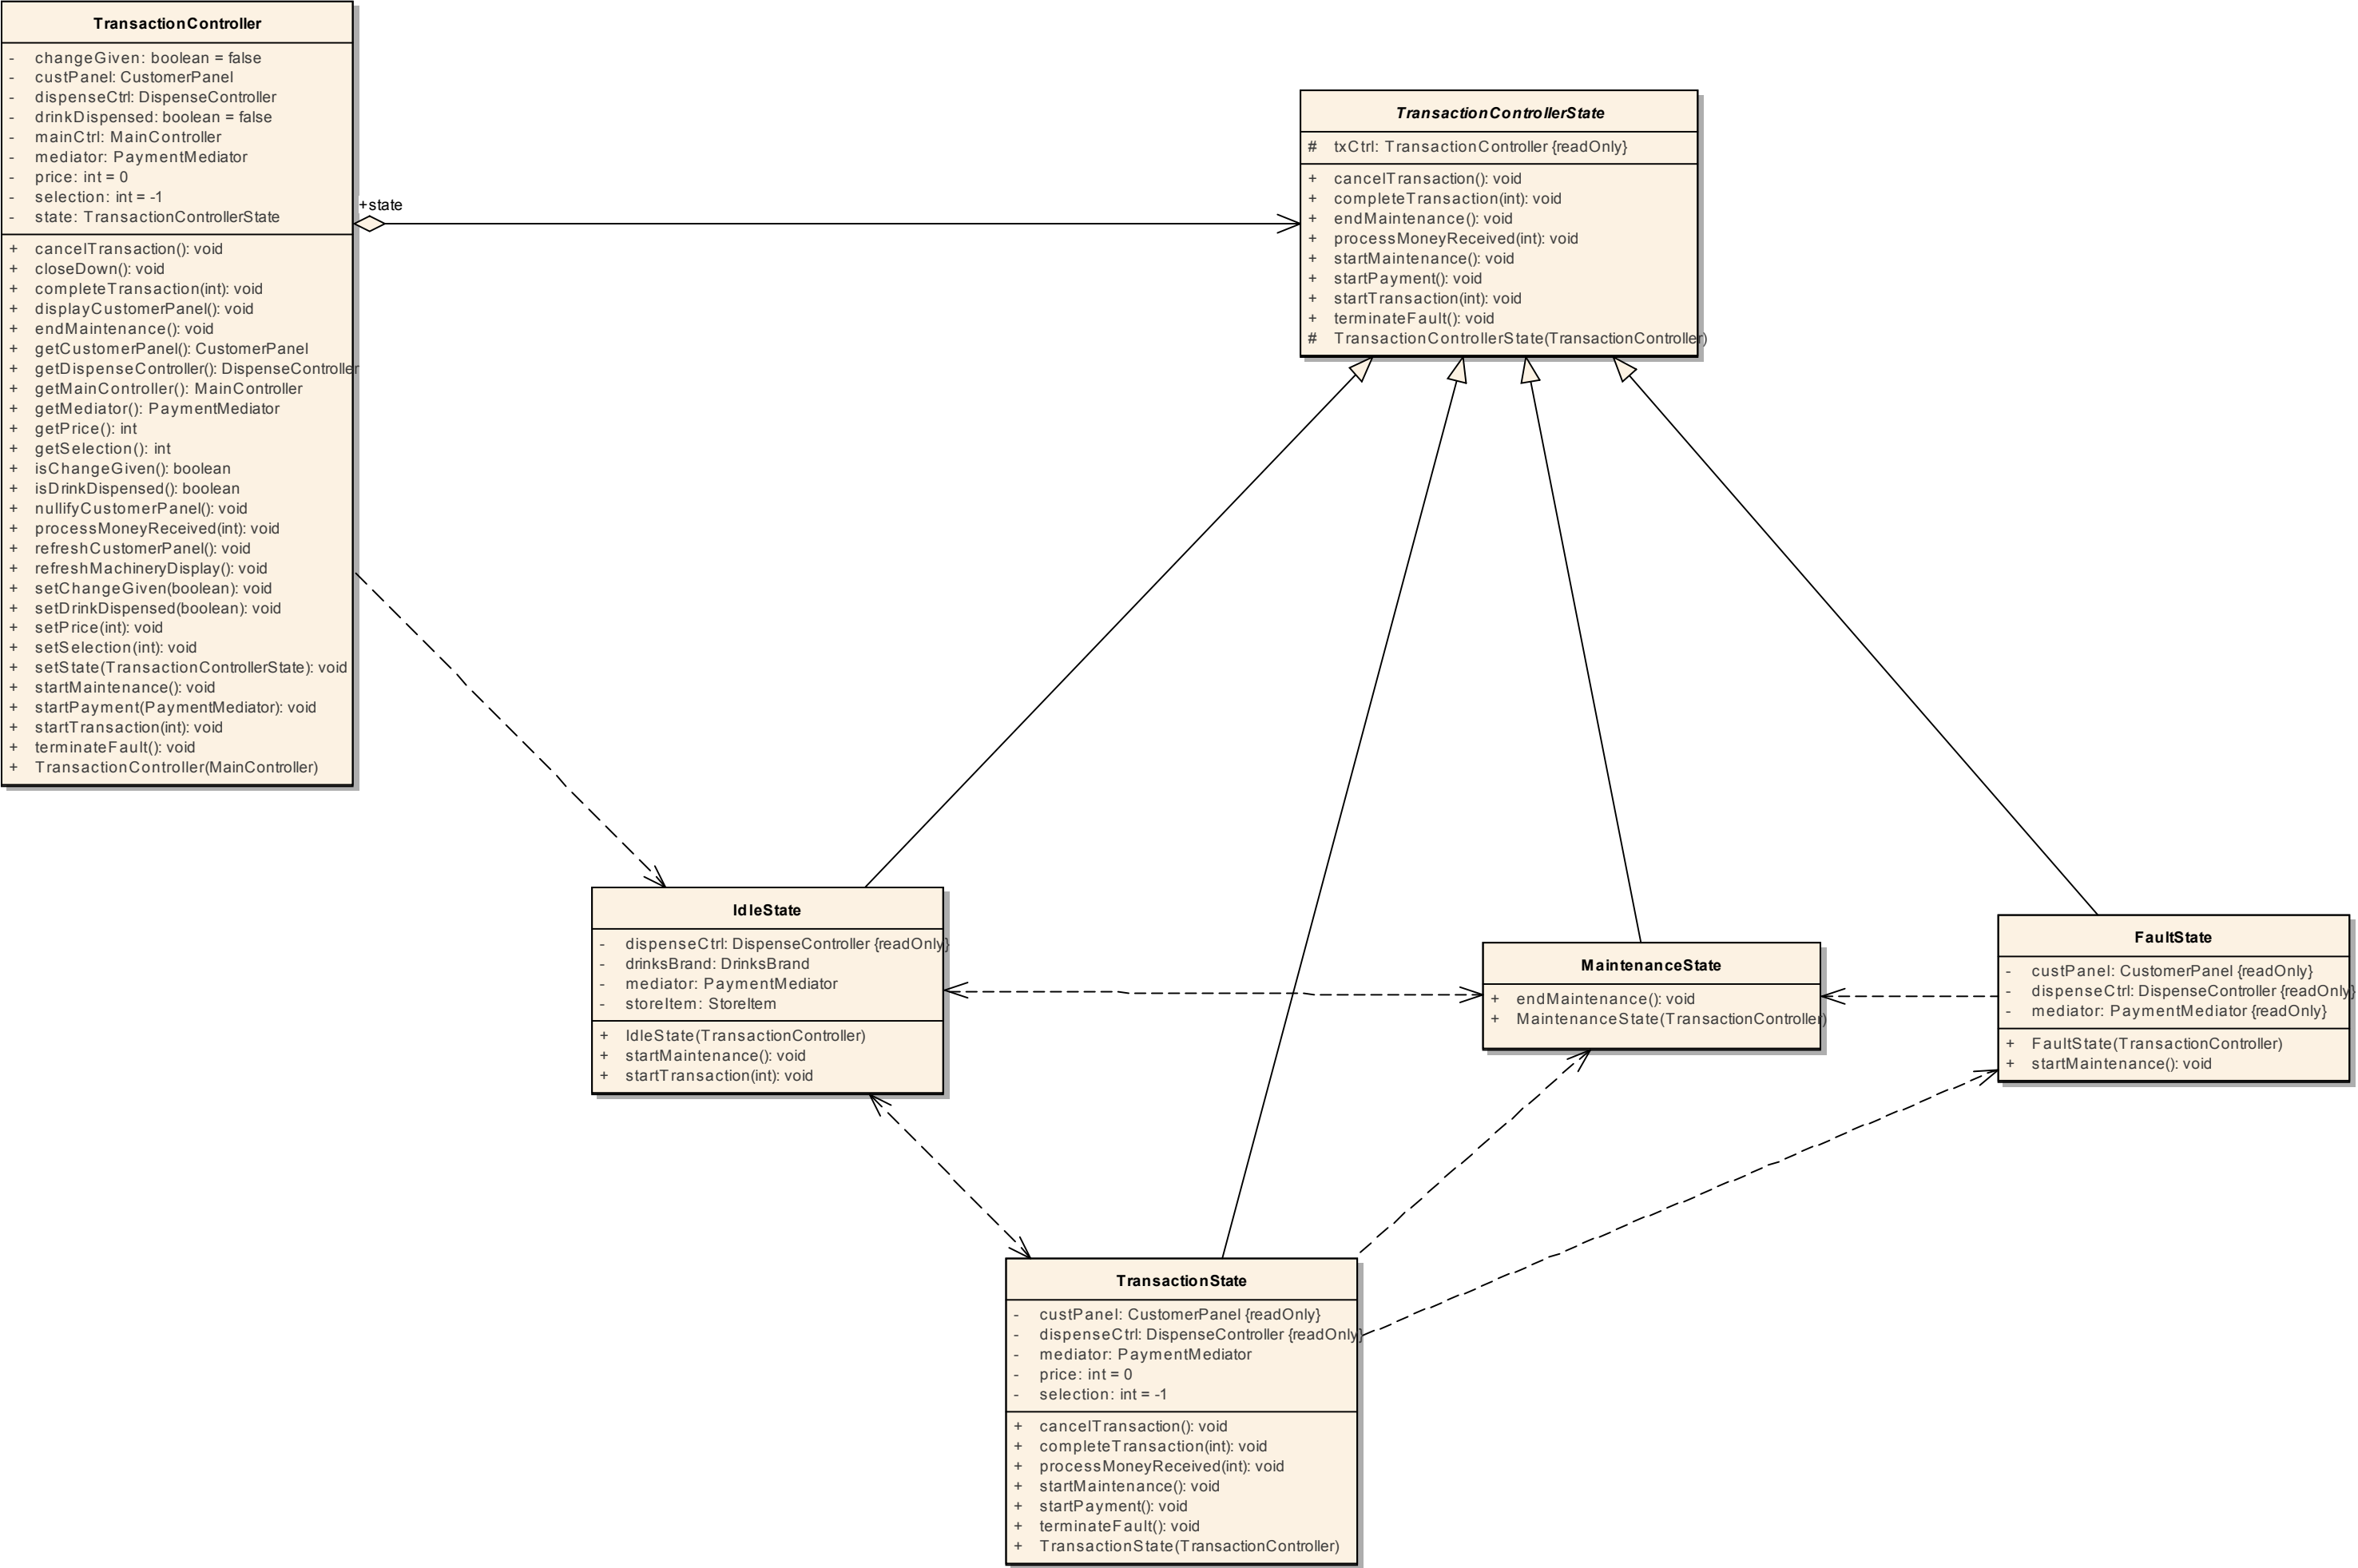 TransactionController
- changeGiven: boolean = false
- custPanel: CustomerPanel
- dispenseCtrl: DispenseController
- drinkDispensed: boolean = false
- mainCtrl: MainController
- mediator: PaymentMediator
- price: int = 0
- selection: int = -1
- state: TransactionControllerState
+ cancelTransaction(): void
+ closeDown(): void
+ completeTransaction(int): void
+ displayCustomerPanel(): void
+ endMaintenance(): void
+ getCustomerPanel(): CustomerPanel
+ getDispenseController(): DispenseController
+ getMainController(): MainController
+ getMediator(): PaymentMediator
+ getPrice(): int
+ getSelection(): int
+ isChangeGiven(): boolean
+ isDrinkDispensed(): boolean
+ nullifyCustomerPanel(): void
+ processMoneyReceived(int): void
+ refreshCustomerPanel(): void
+ refreshMachineryDisplay(): void
+ setChangeGiven(boolean): void
+ setDrinkDispensed(boolean): void
+ setPrice(int): void
+ setSelection(int): void
+ setState(TransactionControllerState): void
+ startMaintenance(): void
+ startPayment(PaymentMediator): void
+ startTransaction(int): void
+ terminateFault(): void
+ TransactionController(MainController)
+state
TransactionControllerState
# txCtrl: TransactionController {readOnly}
+ cancelTransaction(): void
+ completeTransaction(int): void
+ endMaintenance(): void
+ processMoneyReceived(int): void
+ startMaintenance(): void
+ startPayment(): void
+ startTransaction(int): void
+ terminateFault(): void
# TransactionControllerState(TransactionController)
IdleState
- dispenseCtrl: DispenseController {readOnly}
- drinksBrand: DrinksBrand
- mediator: PaymentMediator
- storeItem: StoreItem
+ IdleState(TransactionController)
+ startMaintenance(): void
+ startTransaction(int): void
MaintenanceState
+ endMaintenance(): void
+ MaintenanceState(TransactionController)
FaultState
- custPanel: CustomerPanel {readOnly}
- dispenseCtrl: DispenseController {readOnly}
- mediator: PaymentMediator {readOnly}
+ FaultState(TransactionController)
+ startMaintenance(): void
TransactionState
- custPanel: CustomerPanel {readOnly}
- dispenseCtrl: DispenseController {readOnly}
- mediator: PaymentMediator
- price: int = 0
- selection: int = -1
+ cancelTransaction(): void
+ completeTransaction(int): void
+ processMoneyReceived(int): void
+ startMaintenance(): void
+ startPayment(): void
+ terminateFault(): void
+ TransactionState(TransactionController)